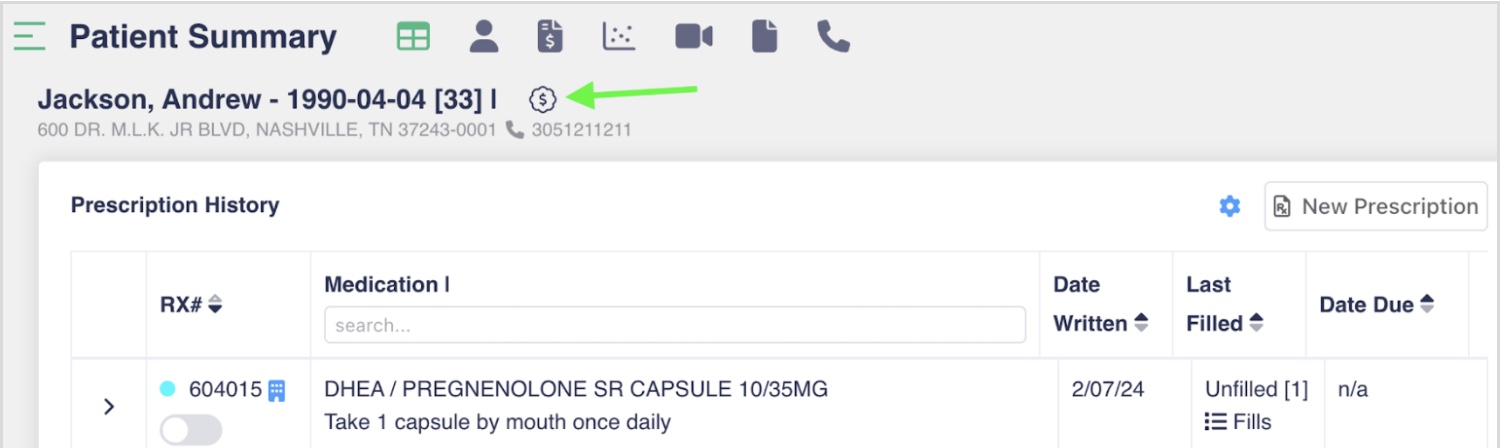 Patient Summary
Jackson, Andrew - 1990-04-04 [33] |
600 DR. M.L.K. JR BLVD, NASHVILLE, TN 37243-0001 3051211211
Prescription History
New Prescription
RX#
Medication |
search...
Date
Written
Last
Filled
Date Due
604015
DHEA / PREGNENOLONE SR CAPSULE 10/35MG
Take 1 capsule by mouth once daily
2/07/24
Unfilled [1]
Fills
n/a